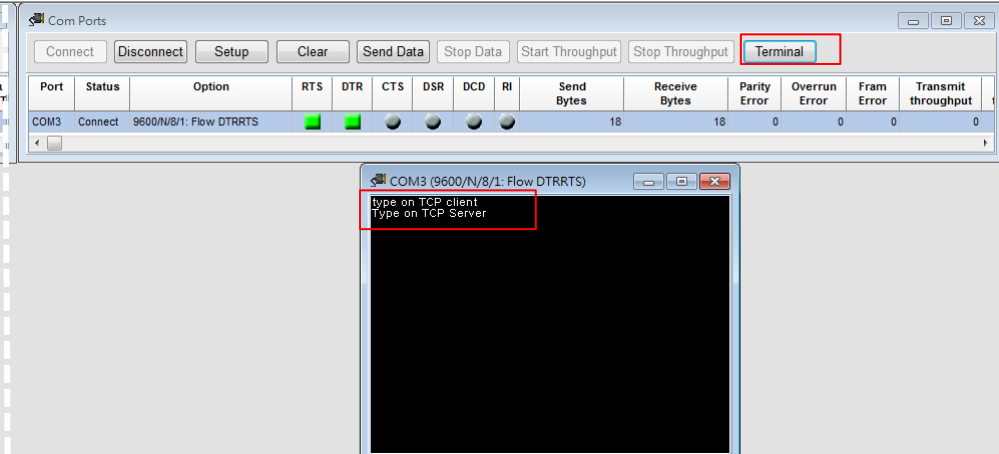 Com Ports
Connect Disconnect Setup Clear Send Data Stop Data Start Throughput Stop Throughput Terminal
Port Status Option RTS DTR CTS DSR DCD RI Send Bytes Receive Bytes Parity Error Overrun Error Fram Error Transmit throughput
COM3 Connect 9600/N/8/1: Flow DTRRTS 18 18 0 0 0 0
COM3 (9600/N/8/1: Flow DTRRTS)
type on TCP client
Type on TCP Server